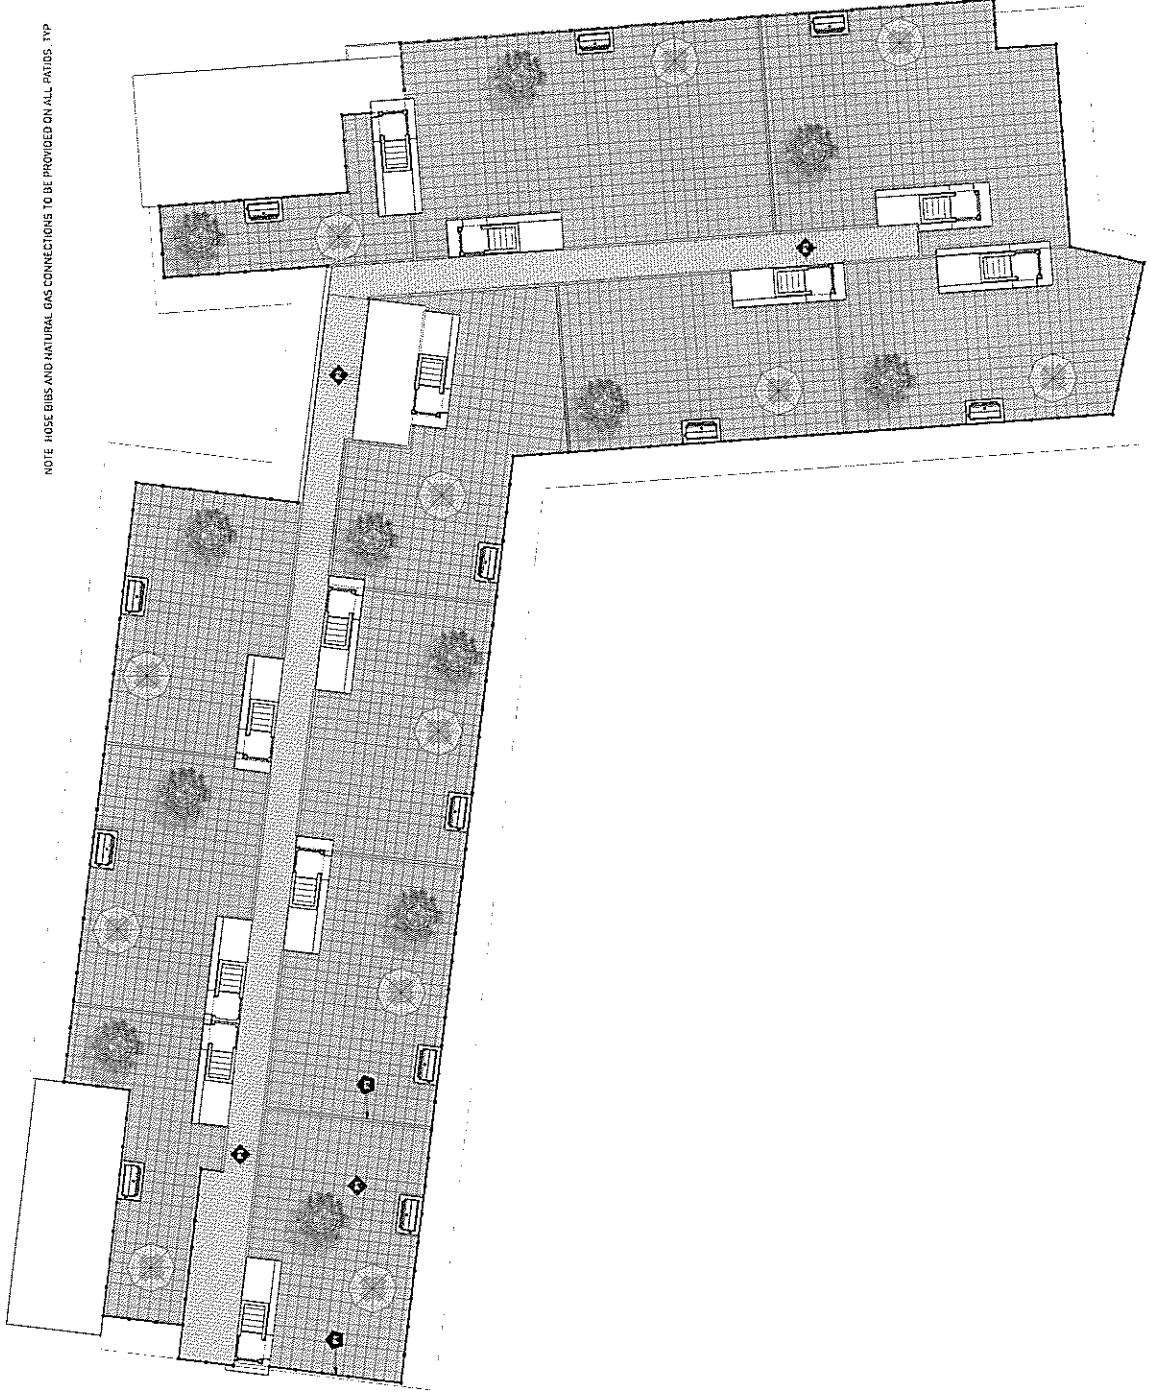 NOTE: HOSE BIBS AND NATURAL GAS CONNECTIONS TO BE PROVIDED ON ALL PATIOS, TYP